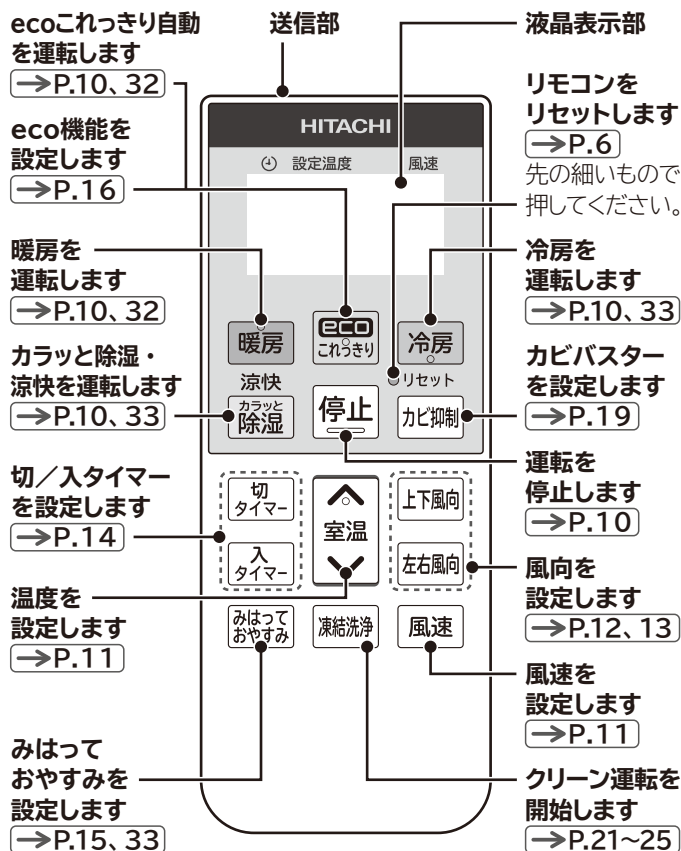 ecoこれっきり自動
を運転します
→P.10、32
eco機能を
設定します
→P.16
暖房を
運転します
→P.10、32
カラッと除湿・
涼快を運転します
→P.10、33
切／入タイマー
を設定します
→P.14
温度を
設定します
→P.11
みはって
おやすみを
設定します
→P.15、33
送信部
HITACHI
設定温度
風速
暖房
eco
これっきり
冷房
涼快
リセット
カラッと
除湿
停止
カビ抑制
切
タイマー
室温
上下風向
入
タイマー
左右風向
みはって
おやすみ
凍結洗浄
風速
液晶表示部
リモコンを
リセットします
→P.6
先の細いもので
押してください。
冷房を
運転します
→P.10、33
カビバスター
を設定します
→P.19
運転を
停止します
→P.10
風向を
設定します
→P.12、13
風速を
設定します
→P.11
クリーン運転を
開始します
→P.21～25